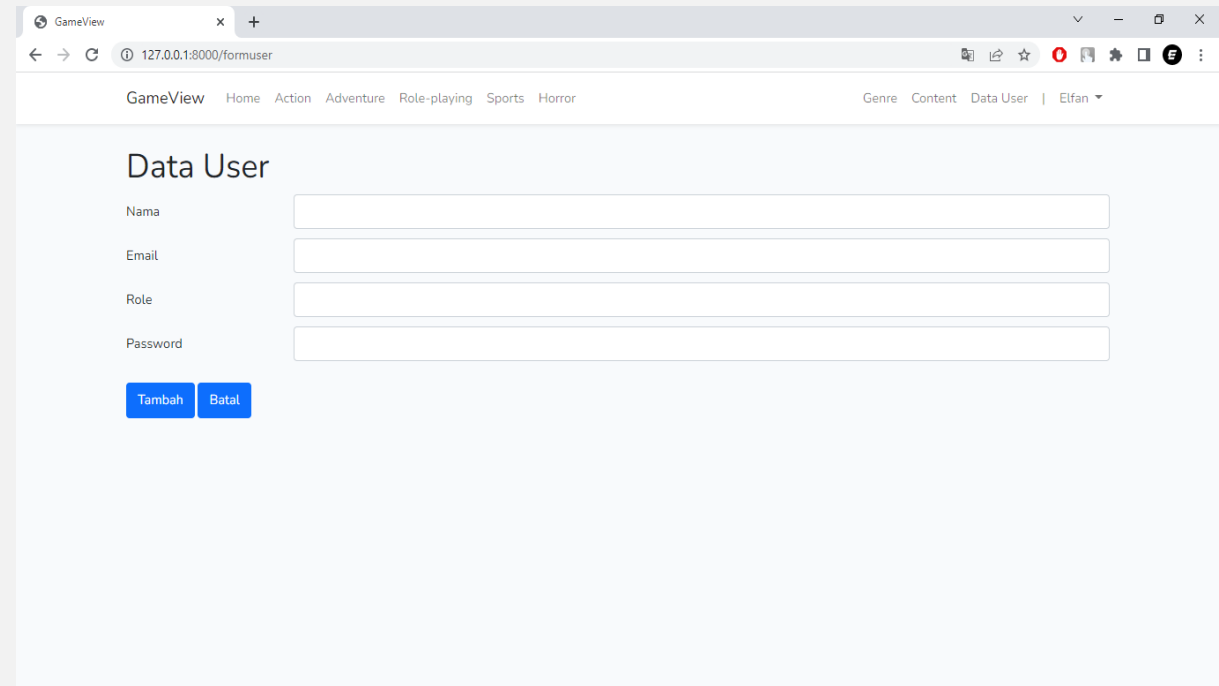 GameView
127.0.0.1:8000/formuser
GameView Home Action Adventure Role-playing Sports Horror Genre Content Data User | Elfan
Data User
Nama
Email
Role
Password
Tambah Batal